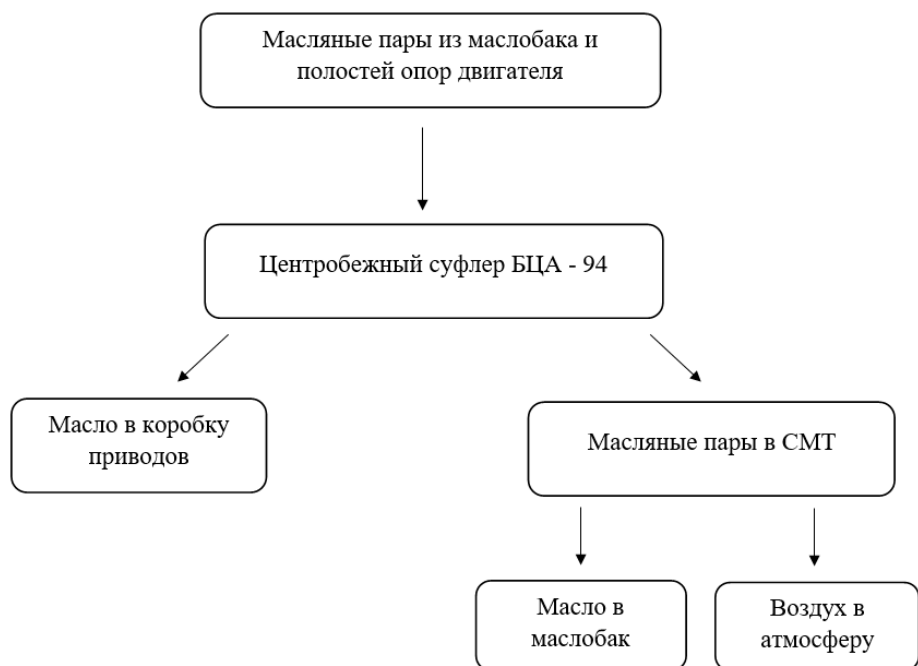 Масляные пары из маслобака и
полостей опор двигателя
Центробежный суфлер БЦА - 94
Масло в коробку
приводов
Масляные пары в СМТ
Масло в
маслобак
Воздух в
атмосферу